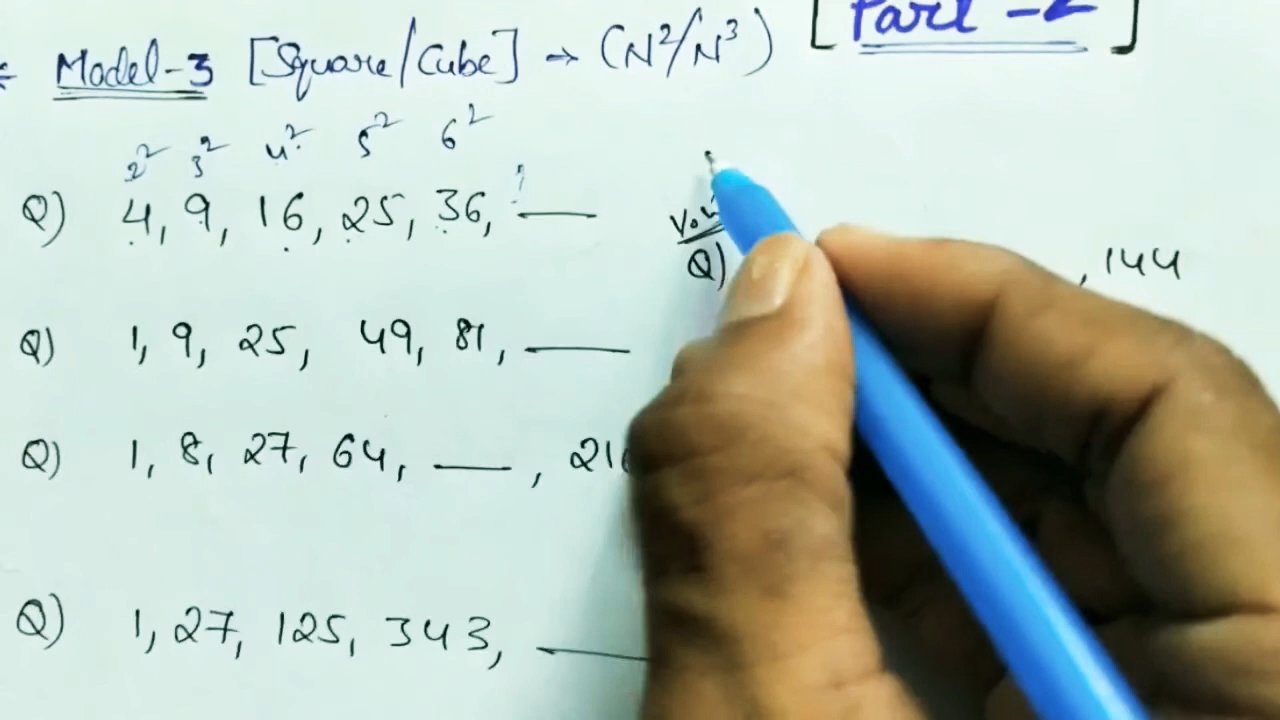 Model-3 [Square/Cube] → (N²/N³) [Part-2]
2² 3² 4² 5² 6²
Q) 4, 9, 16, 25, 36, ? ___
Q) , 144
Q) 1, 9, 25, 49, 81, ___
Q) 1, 8, 27, 64, ___, 216
Q) 1, 27, 125, 343, ___